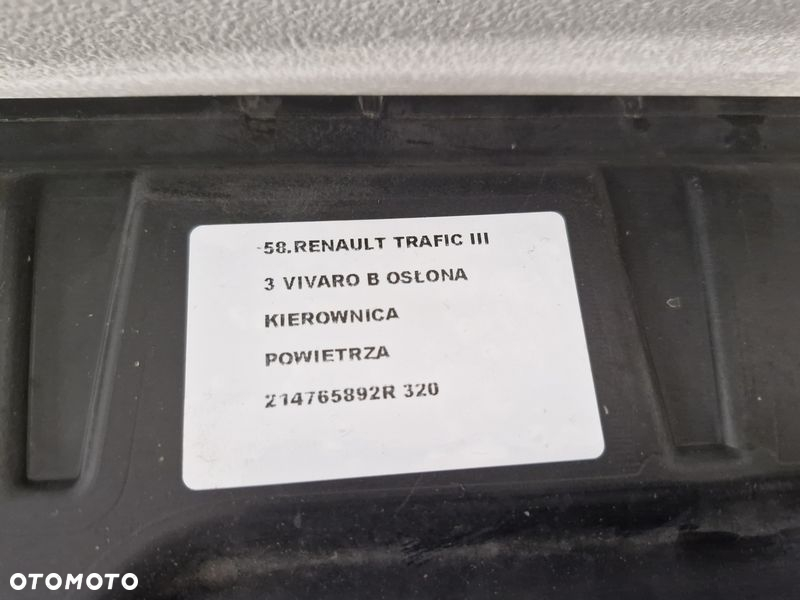 58.RENAULT TRAFIC III
3 VIVARO B OSŁONA
KIEROWNICA
POWIETRZA
214765892R 320
OTOMOTO